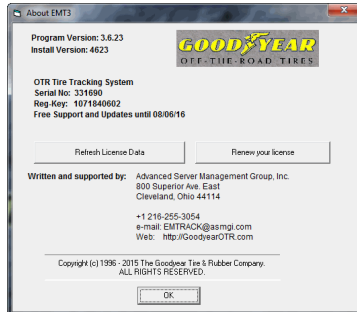 About EMT3
Program Version: 3.6.23
Install Version: 4623
GOODYEAR
OFF-THE-ROAD TIRES
OTR Tire Tracking System
Serial No: 331690
Reg-Key: 1071840602
Free Support and Updates until 08/06/16
Refresh License Data
Renew your license
Written and supported by: Advanced Server Management Group, Inc.
800 Superior Ave. East
Cleveland, Ohio 44114
+1 216-255-3054
e-mail: EMTRACK@asmgi.com
Web: http://GoodyearOTR.com
Copyright (c) 1996 - 2015 The Goodyear Tire & Rubber Company.
ALL RIGHTS RESERVED.
OK